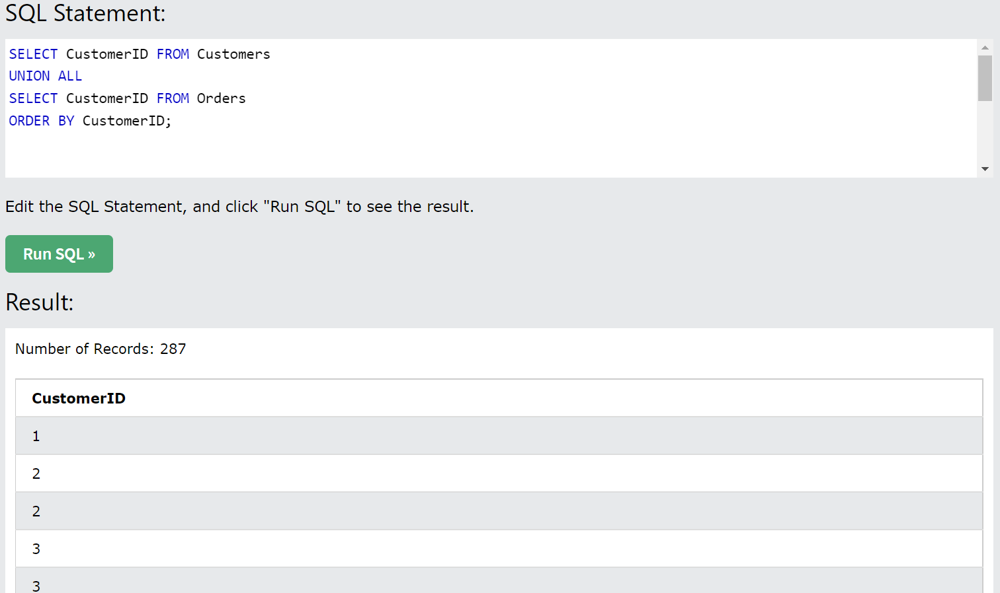 SQL Statement:
SELECT CustomerID FROM Customers
UNION ALL
SELECT CustomerID FROM Orders
ORDER BY CustomerID;
Edit the SQL Statement, and click "Run SQL" to see the result.
Run SQL »
Result:
Number of Records: 287
CustomerID
1
2
2
3
3